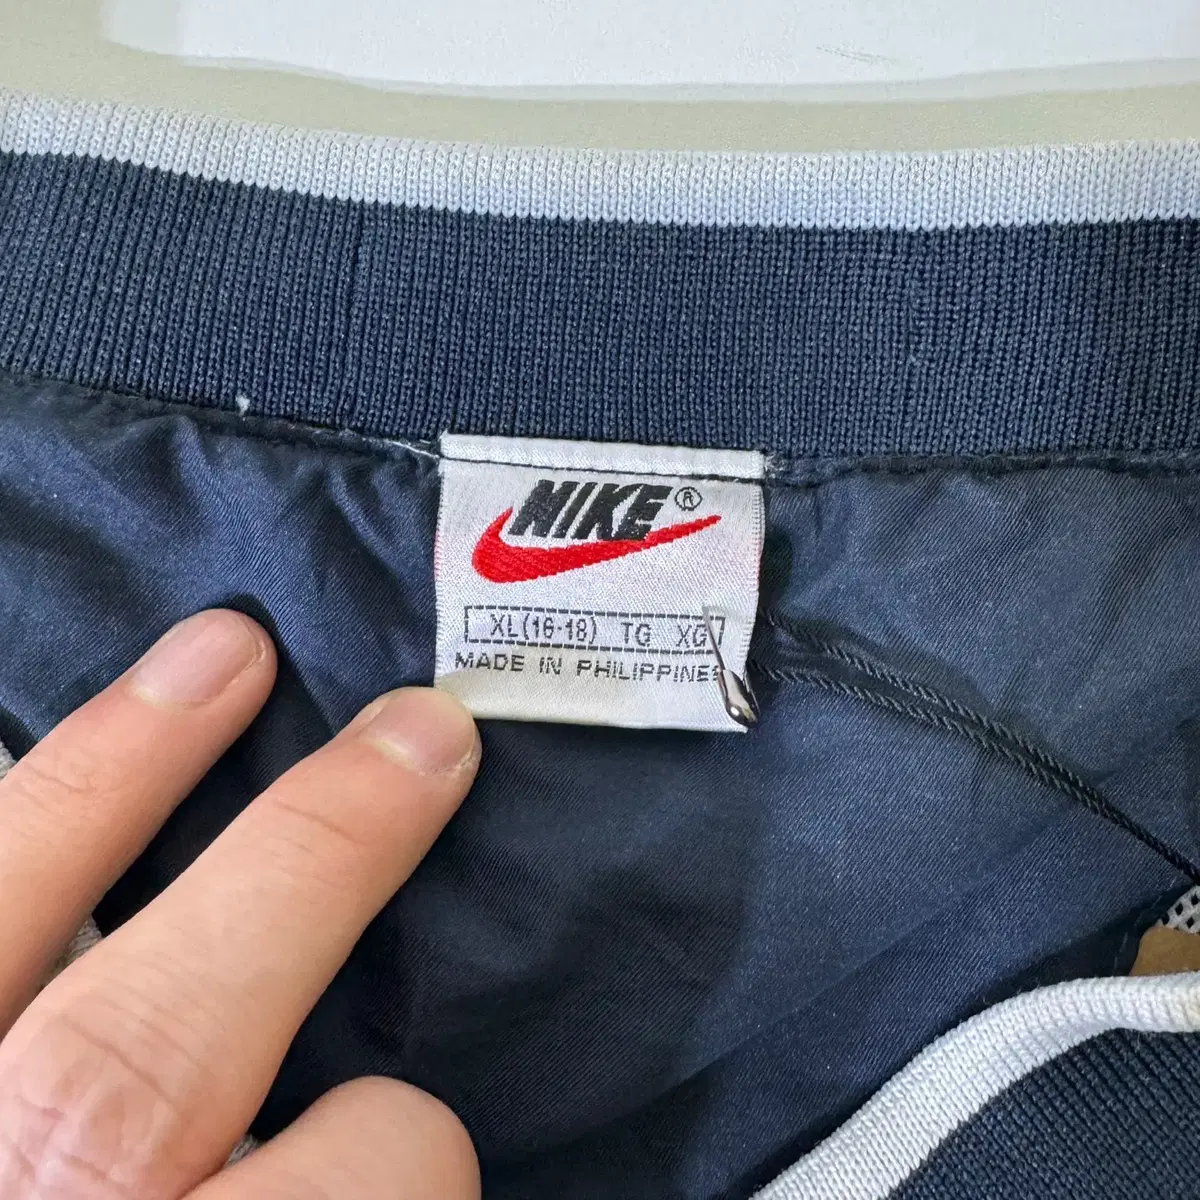 NIKE®
XL(16-18) TG XG
MADE IN PHILIPPINES